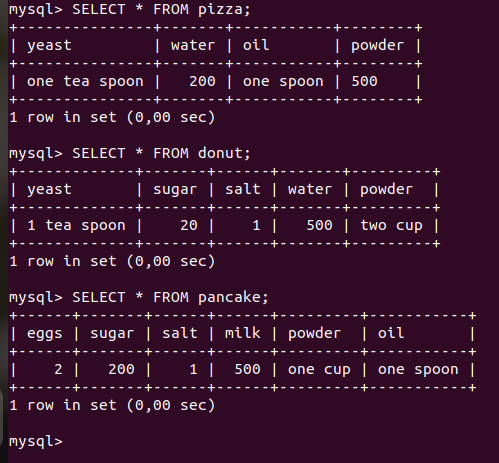 mysql> SELECT * FROM pizza;
+---------------+-------+-----------+--------+
| yeast         | water | oil       | powder |
+---------------+-------+-----------+--------+
| one tea spoon |   200 | one spoon | 500    |
+---------------+-------+-----------+--------+
1 row in set (0,00 sec)
mysql> SELECT * FROM donut;
+-------------+-------+------+-------+---------+
| yeast       | sugar | salt | water | powder  |
+-------------+-------+------+-------+---------+
| 1 tea spoon |    20 |    1 |   500 | two cup |
+-------------+-------+------+-------+---------+
1 row in set (0,00 sec)
mysql> SELECT * FROM pancake;
+------+-------+------+------+---------+-----------+
| eggs | sugar | salt | milk | powder  | oil       |
+------+-------+------+------+---------+-----------+
|    2 |   200 |    1 |  500 | one cup | one spoon |
+------+-------+------+------+---------+-----------+
1 row in set (0,00 sec)
mysql>